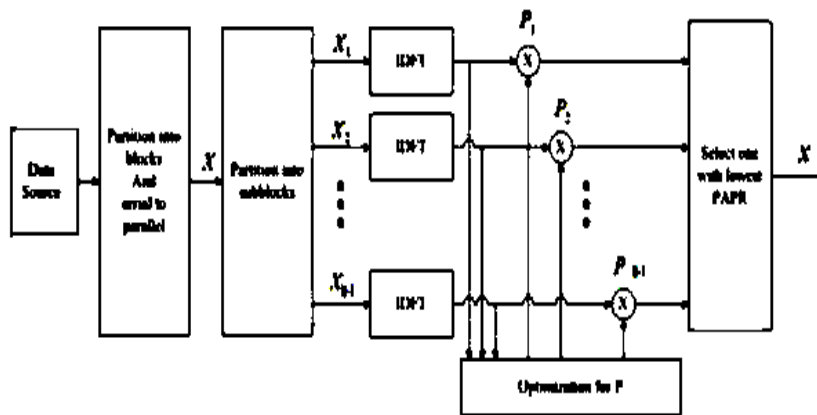 Data
Source
Partition into
blocks
And
serial to
parallel
X
Partition into
subblocks
X1
X2
IDFT
IDFT
IDFT
P1
P2
X
X
X
Select one
with lowest
PAPR
X
Optimization for P